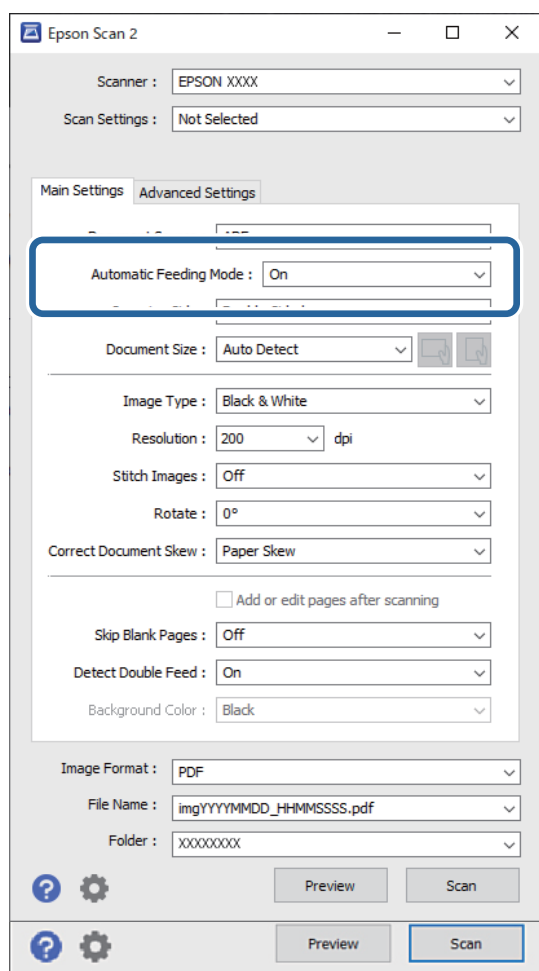 Epson Scan 2
Scanner : EPSON XXXX
Scan Settings : Not Selected
Main Settings Advanced Settings
Automatic Feeding Mode : On
Document Size : Auto Detect
Image Type : Black & White
Resolution : 200 dpi
Stitch Images : Off
Rotate : 0°
Correct Document Skew : Paper Skew
Add or edit pages after scanning
Skip Blank Pages : Off
Detect Double Feed : On
Background Color : Black
Image Format : PDF
File Name : imgYYYYMMDD_HHMMSSSS.pdf
Folder : XXXXXXXX
? Preview Scan
? Preview Scan